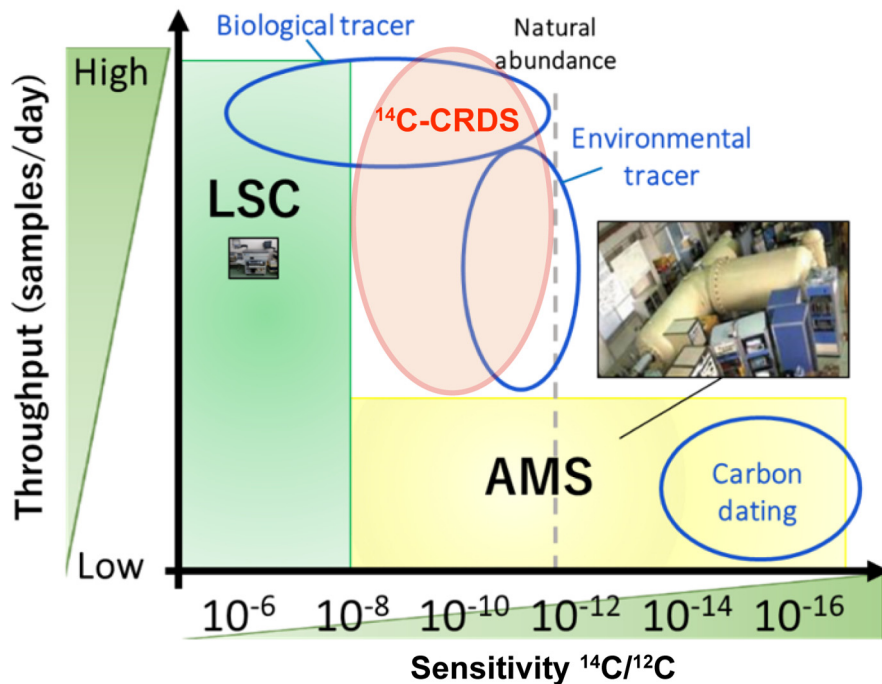 Biological tracer
Natural
abundance
High
¹⁴C-CRDS
Environmental
tracer
LSC
Throughput (samples/day)
AMS
Carbon
dating
Low
10⁻⁶ 10⁻⁸ 10⁻¹⁰ 10⁻¹² 10⁻¹⁴ 10⁻¹⁶
Sensitivity ¹⁴C/¹²C